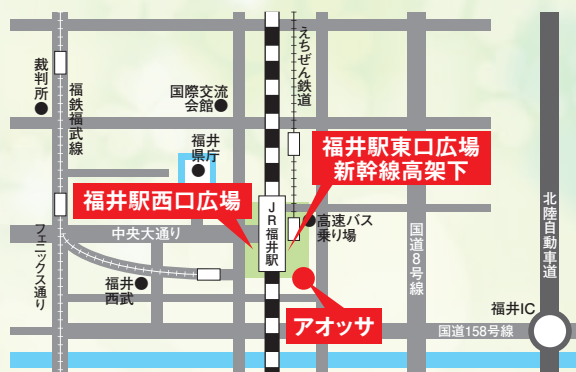 えちぜん鉄道
裁判所
福鉄福武線
国際交流
会館
福井
県庁
福井駅東口広場
新幹線高架下
福井駅西口広場
JR福井駅
高速バス
乗り場
北陸自動車道
国道8号線
中央大通り
フェニックス通り
福井
西武
アオッサ
福井IC
国道158号線